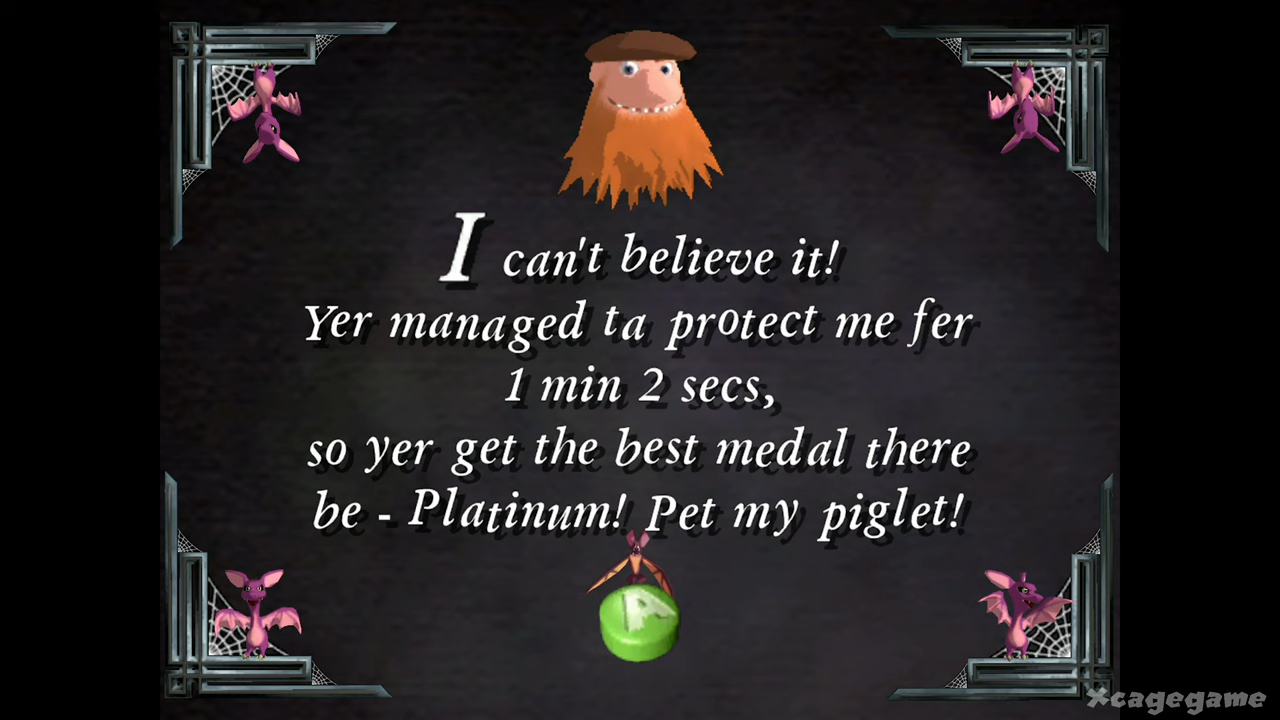 I can't believe it!
Yer managed ta protect me fer
1 min 2 secs,
so yer get the best medal there
be - Platinum! Pet my piglet!
A
Xcagegame